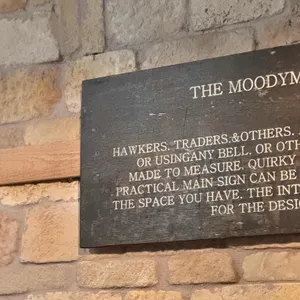 THE MOODYM
HAWKERS. TRADERS.&OTHERS.
OR USINGANY BELL. OR OTH
MADE TO MEASURE. QUIRKY
PRACTICAL MAIN SIGN CAN BE
THE SPACE YOU HAVE. THE INT
FOR THE DESIG